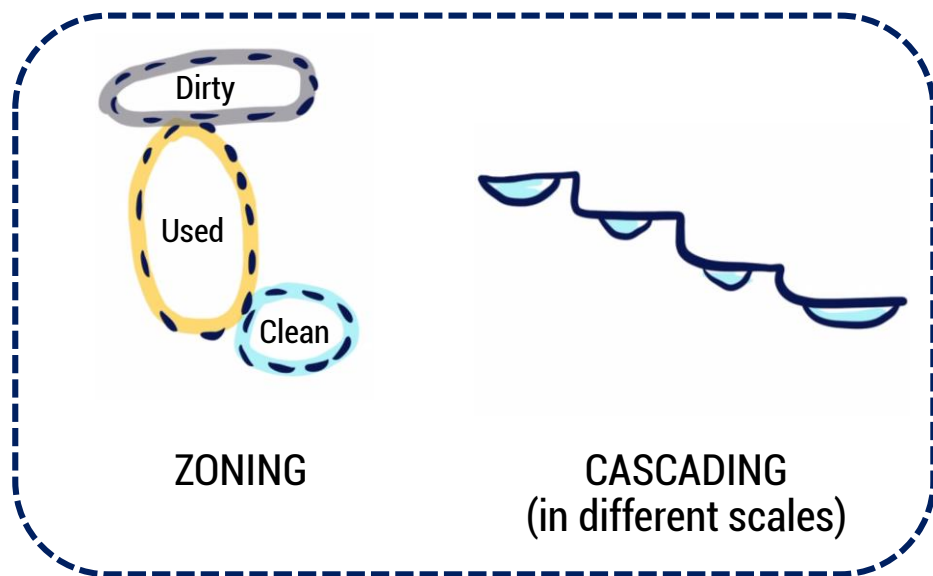 Dirty
Used
Clean
ZONING
CASCADING
(in different scales)